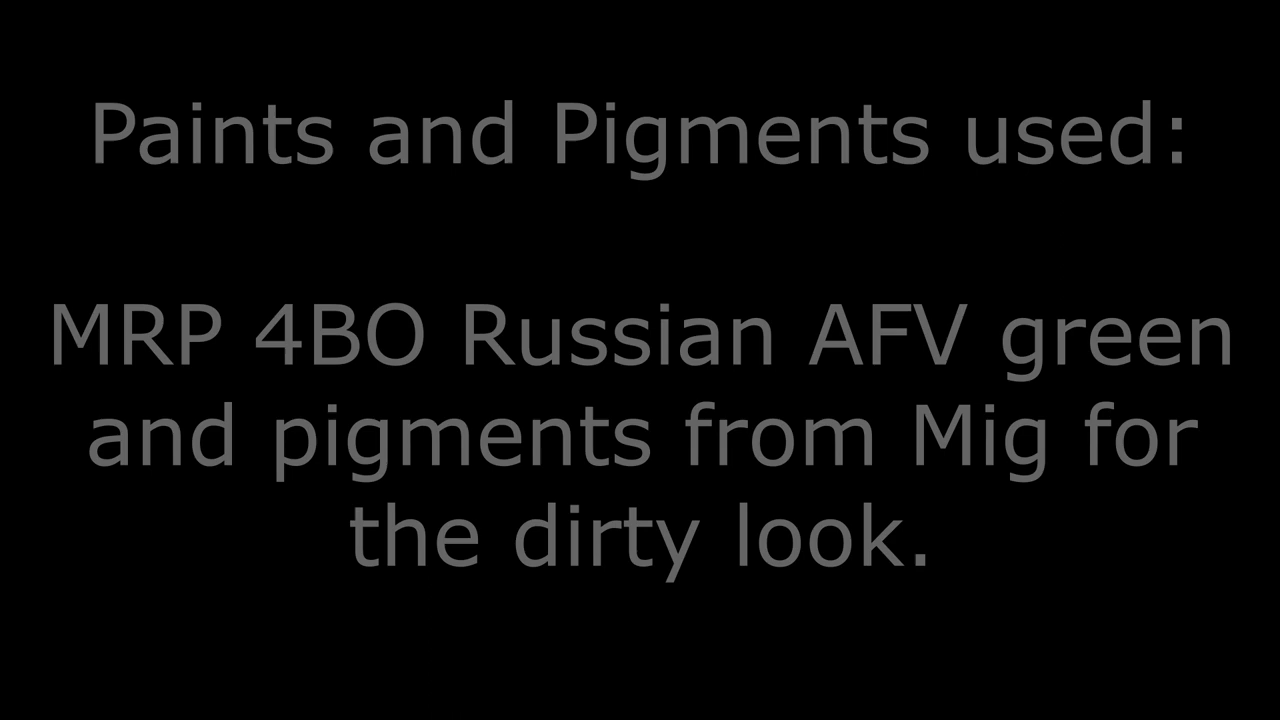 Paints and Pigments used:
MRP 4BO Russian AFV green
and pigments from Mig for
the dirty look.